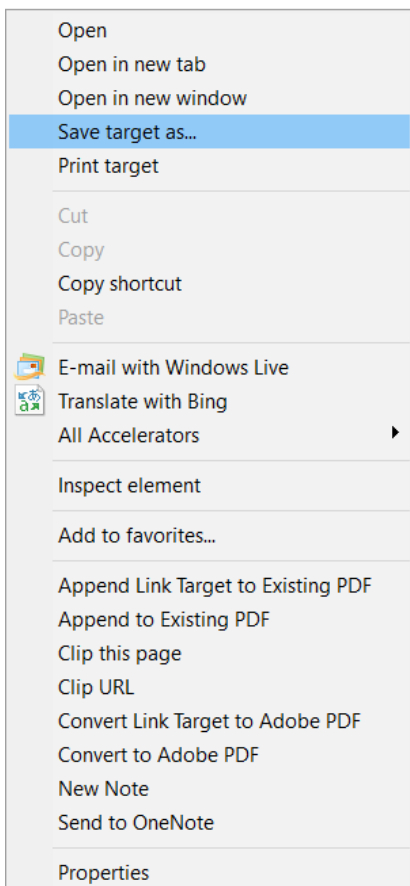 Open
Open in new tab
Open in new window
Save target as...
Print target
Cut
Copy
Copy shortcut
Paste
E-mail with Windows Live
Translate with Bing
All Accelerators
Inspect element
Add to favorites...
Append Link Target to Existing PDF
Append to Existing PDF
Clip this page
Clip URL
Convert Link Target to Adobe PDF
Convert to Adobe PDF
New Note
Send to OneNote
Properties